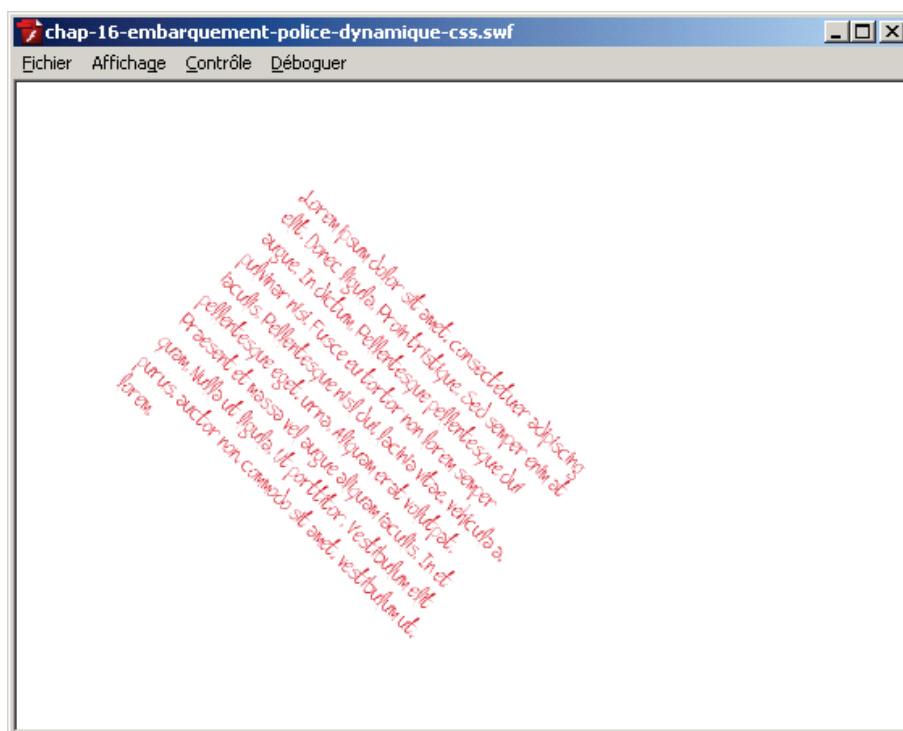 chap-16-embarquement-police-dynamique-css.swf
Fichier Affichage Contrôle Déboguer
Lorem ipsum dolor sit amet, consectetuer adipiscing
elit. Donec ligula. Proin tristique. Sed semper enim at
augue. In dictum. Pellentesque pellentesque dui
pulvinar nisi. Fusce eu tortor non lorem semper
iaculis. Pellentesque nisl dui, lacinia vitae, vehicula a,
pellentesque eget, urna. Aliquam erat volutpat.
Praesent et massa vel augue aliquam iaculis. In et
quam. Nulla ut ligula. Ut porttitor. Vestibulum elit
purus, auctor non, commodo sit amet, vestibulum ut,
lorem.